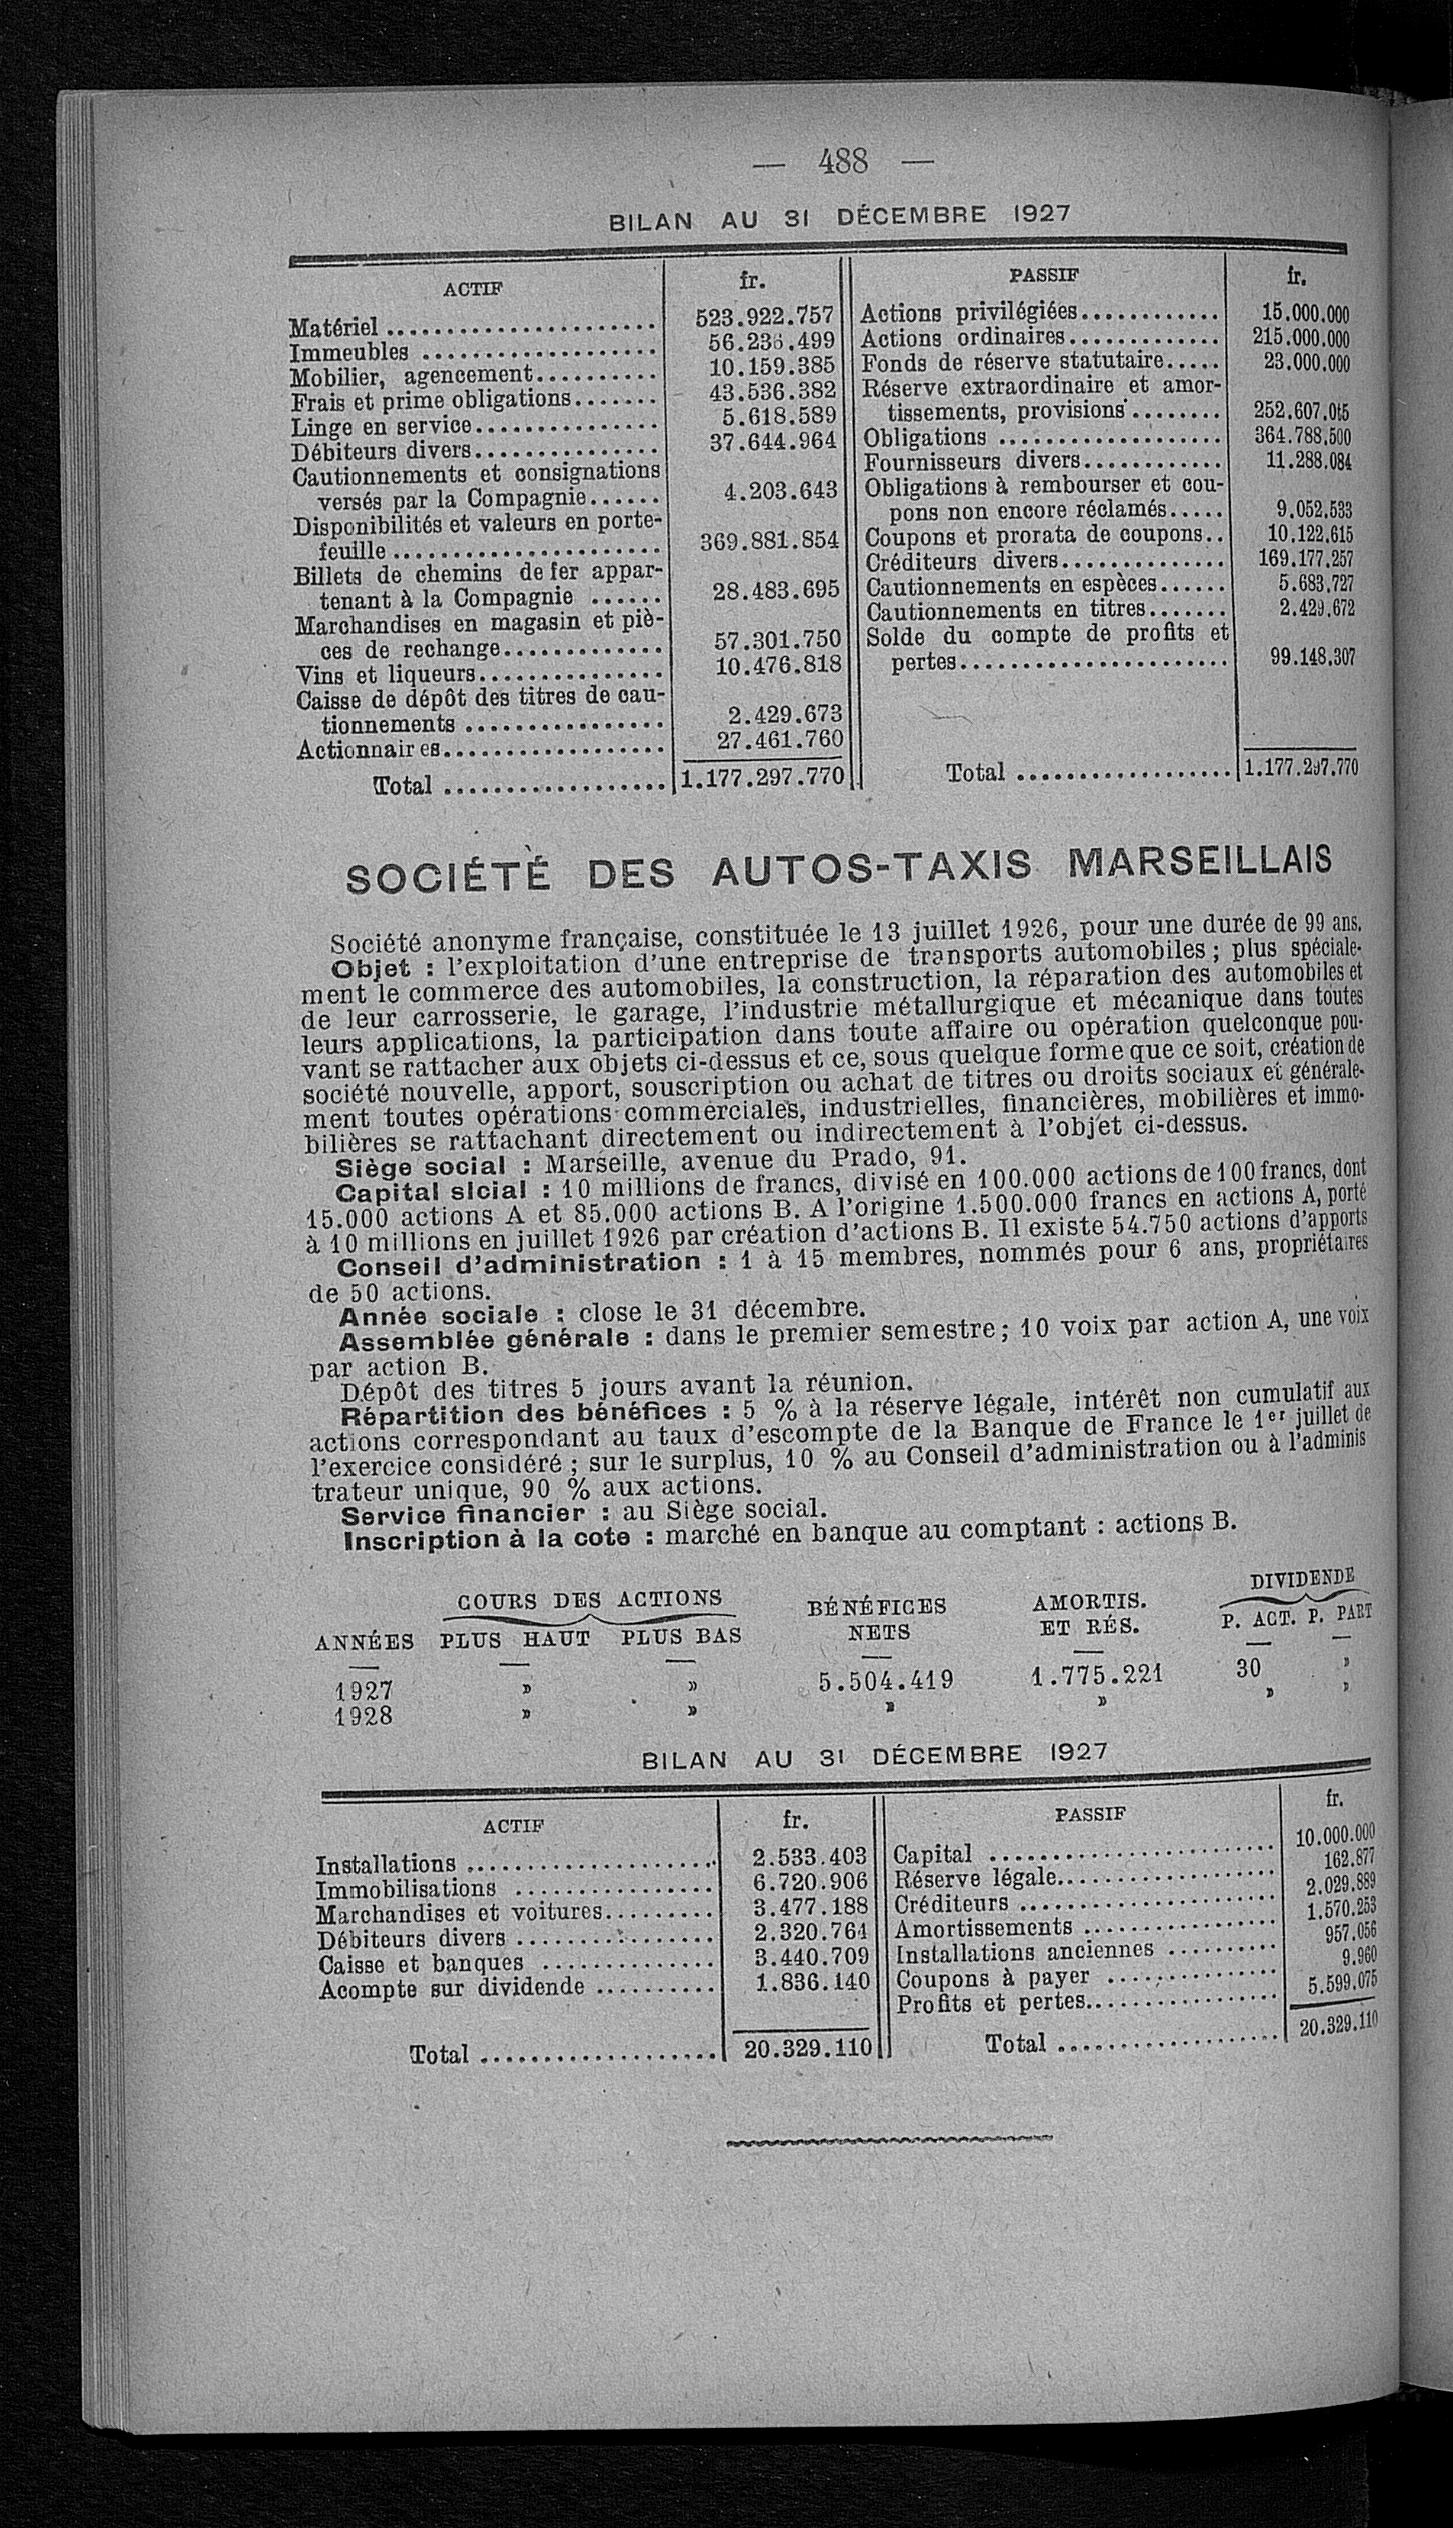 — 488 —
BILAN AU 31 DÉCEMBRE 1927
ACTIF fr. PASSIF fr.
Matériel ...................... 523.922.757 Actions privilégiées............ 15.000.000
Immeubles ................... 56.236.499 Actions ordinaires............. 215.000.000
Mobilier, agencement.......... 10.159.385 Fonds de réserve statutaire..... 23.000.000
Frais et prime obligations....... 43.536.382 Réserve extraordinaire et amor-
Linge en service............... 5.618.589 tissements, provisions........ 252.607.015
Débiteurs divers............... 37.644.964 Obligations ................... 364.788.500
Cautionnements et consignations Fournisseurs divers............ 11.288.084
versés par la Compagnie...... 4.203.643 Obligations à rembourser et cou-
Disponibilités et valeurs en porte- pons non encore réclamés..... 9.052.533
feuille ...................... 369.881.854 Coupons et prorata de coupons.. 10.122.615
Billets de chemins de fer appar- Créditeurs divers.............. 169.177.257
tenant à la Compagnie ...... 28.483.695 Cautionnements en espèces...... 5.683.727
Marchandises en magasin et piè- Cautionnements en titres....... 2.429.672
ces de rechange............. 57.301.750 Solde du compte de profits et
Vins et liqueurs............... 10.476.818 pertes...................... 99.148.307
Caisse de dépôt des titres de cau-
tionnements ................ 2.429.673
Actionnaires.................. 27.461.760
Total .................. 1.177.297.770 Total .................. 1.177.297.770
SOCIÉTÉ DES AUTOS-TAXIS MARSEILLAIS
Société anonyme française, constituée le 13 juillet 1926, pour une durée de 99 ans.
Objet : l'exploitation d'une entreprise de transports automobiles ; plus spéciale-
ment le commerce des automobiles, la construction, la réparation des automobiles et
de leur carrosserie, le garage, l'industrie métallurgique et mécanique dans toutes
leurs applications, la participation dans toute affaire ou opération quelconque pou-
vant se rattacher aux objets ci-dessus et ce, sous quelque forme que ce soit, création de
société nouvelle, apport, souscription ou achat de titres ou droits sociaux et générale-
ment toutes opérations commerciales, industrielles, financières, mobilières et immo-
bilières se rattachant directement ou indirectement à l'objet ci-dessus.
Siège social : Marseille, avenue du Prado, 91.
Capital sicial : 10 millions de francs, divisé en 100.000 actions de 100 francs, dont
15.000 actions A et 85.000 actions B. A l'origine 1.500.000 francs en actions A, porté
à 10 millions en juillet 1926 par création d'actions B. Il existe 54.750 actions d'apports
Conseil d'administration : 1 à 15 membres, nommés pour 6 ans, propriétaires
de 50 actions.
Année sociale : close le 31 décembre.
Assemblée générale : dans le premier semestre ; 10 voix par action A, une voix
par action B.
Dépôt des titres 5 jours avant la réunion.
Répartition des bénéfices : 5 % à la réserve légale, intérêt non cumulatif aux
actions correspondant au taux d'escompte de la Banque de France le 1er juillet de
l'exercice considéré ; sur le surplus, 10 % au Conseil d'administration ou à l'adminis
trateur unique, 90 % aux actions.
Service financier : au Siège social.
Inscription à la cote : marché en banque au comptant : actions B.
COURS DES ACTIONS BÉNÉFICES AMORTIS. DIVIDENDE
ANNÉES PLUS HAUT PLUS BAS NETS ET RÉS. P. ACT. P. PART
1927 » » 5.504.419 1.775.221 30 »
1928 » » » » » »
BILAN AU 31 DÉCEMBRE 1927
ACTIF fr. PASSIF fr.
Installations ..................... 2.533.403 Capital ........................ 10.000.000
Immobilisations ................ 6.720.906 Réserve légale.................. 162.877
Marchandises et voitures......... 3.477.188 Créditeurs ..................... 2.029.889
Débiteurs divers ................ 2.320.764 Amortissements ................ 1.570.253
Caisse et banques .............. 3.440.709 Installations anciennes .......... 957.056
Acompte sur dividende .......... 1.836.140 Coupons à payer ............... 9.960
Profits et pertes................ 5.599.075
Total ................... 20.329.110 Total .................. 20.329.110